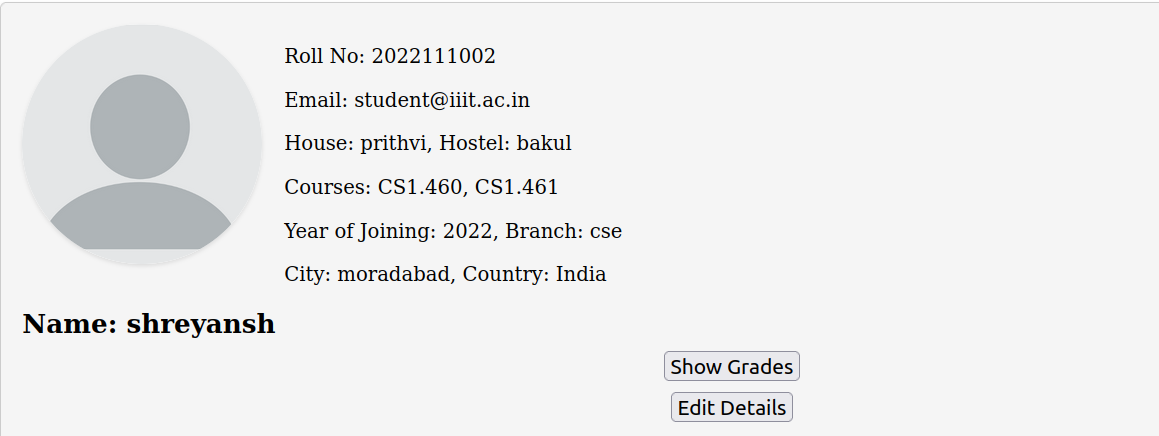 Roll No: 2022111002
Email: student@iiit.ac.in
House: prithvi, Hostel: bakul
Courses: CS1.460, CS1.461
Year of Joining: 2022, Branch: cse
City: moradabad, Country: India
Name: shreyansh
Show Grades
Edit Details